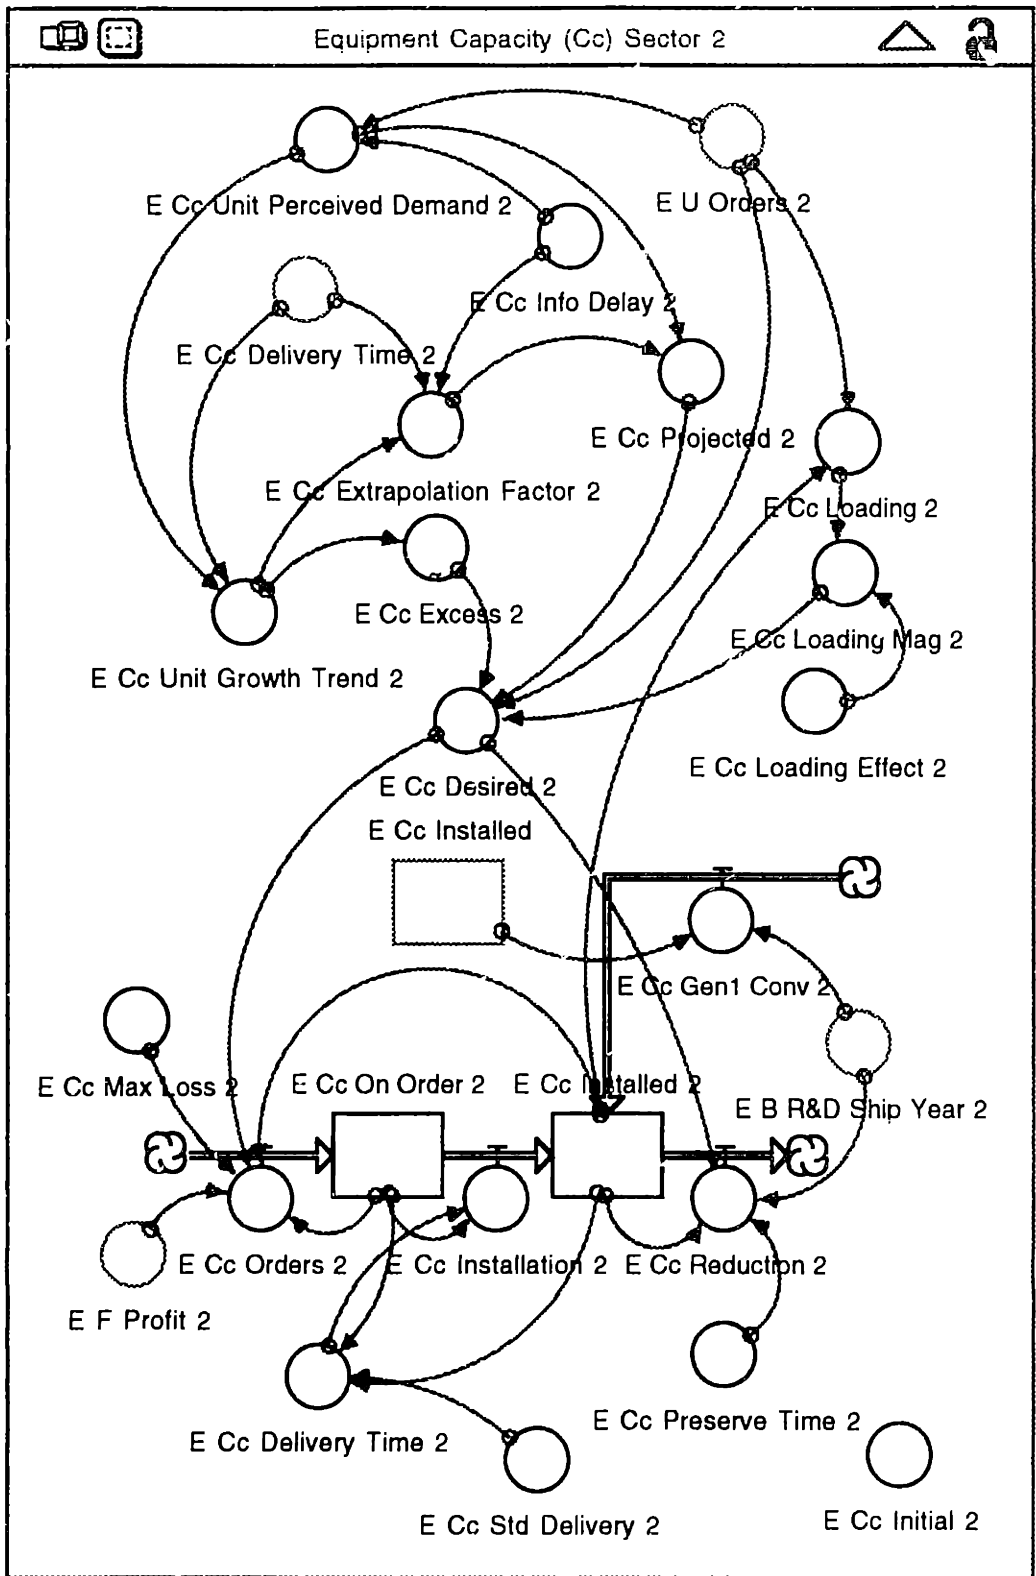 Equipment Capacity (Cc) Sector 2
E Cc Unit Perceived Demand 2
E U Orders 2
E Cc Info Delay 2
E Cc Delivery Time 2
E Cc Projected 2
E Cc Extrapolation Factor 2
E Cc Loading 2
E Cc Excess 2
E Cc Loading Mag 2
E Cc Unit Growth Trend 2
E Cc Loading Effect 2
E Cc Desired 2
E Cc Installed
E Cc Gen1 Conv 2
E Cc Max Loss 2
E Cc On Order 2
E Cc Installed 2
E B R&D Ship Year 2
E Cc Orders 2
E Cc Installation 2
E Cc Reduction 2
E F Profit 2
E Cc Preserve Time 2
E Cc Delivery Time 2
E Cc Std Delivery 2
E Cc Initial 2